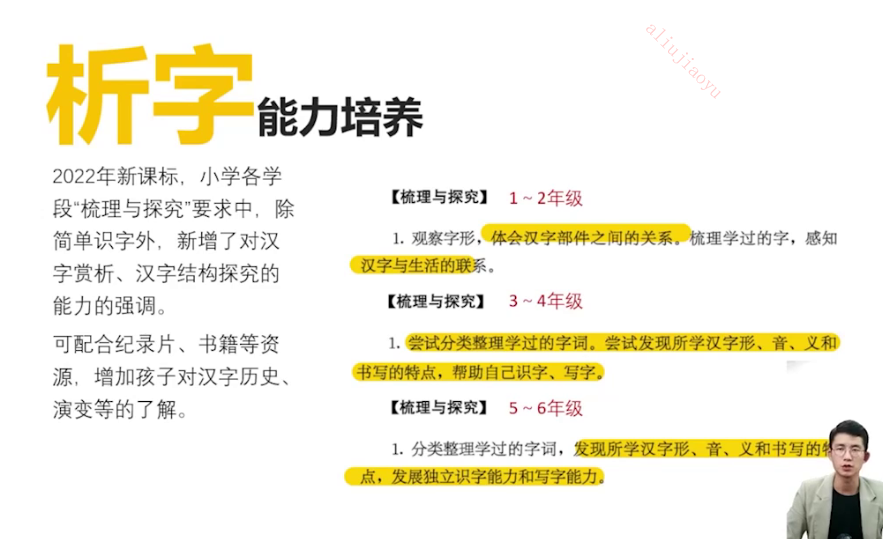 aliujiaoyu
析字能力培养
2022年新课标，小学各学
段“梳理与探究”要求中，除
简单识字外，新增了对汉
字赏析、汉字结构探究的
能力的强调。
可配合纪录片、书籍等资
源，增加孩子对汉字历史、
演变等的了解。
【梳理与探究】 1～2年级
1. 观察字形，体会汉字部件之间的关系。梳理学过的字，感知
汉字与生活的联系。
【梳理与探究】 3～4年级
1. 尝试分类整理学过的字词。尝试发现所学汉字形、音、义和
书写的特点，帮助自己识字、写字。
【梳理与探究】 5～6年级
1. 分类整理学过的字词，发现所学汉字形、音、义和书写的特
点，发展独立识字能力和写字能力。